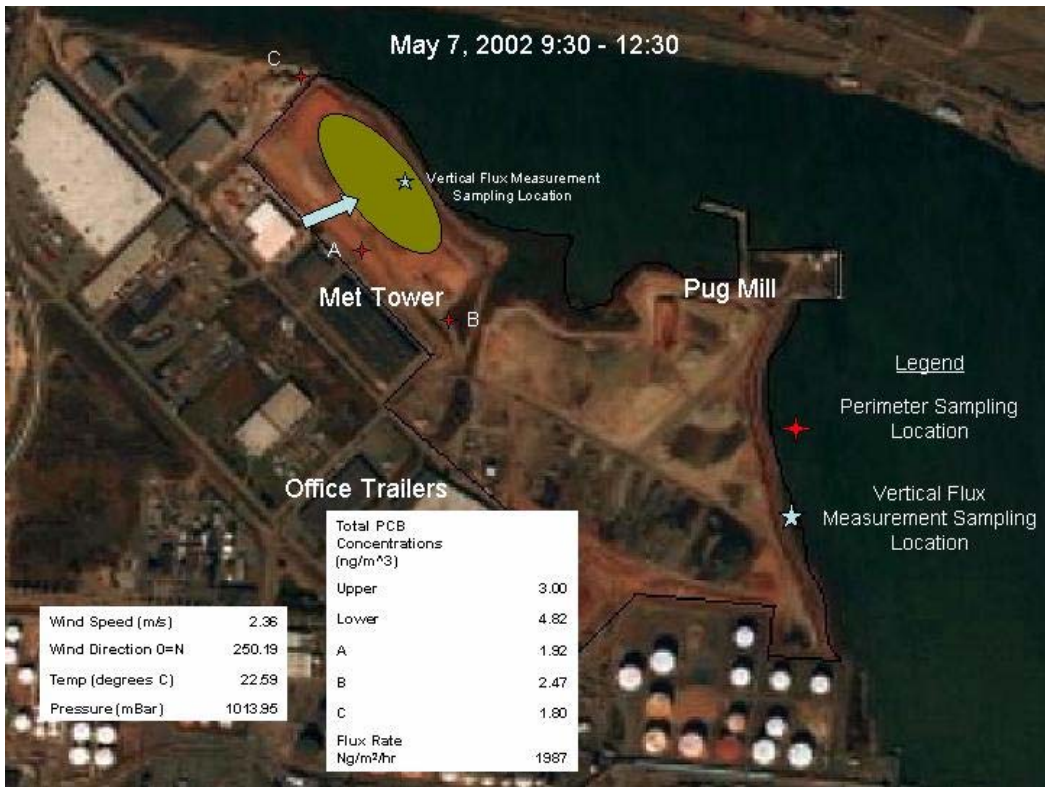 May 7, 2002 9:30 - 12:30
C
Vertical Flux Measurement
Sampling Location
A
Met Tower
B
Pug Mill
Legend
Perimeter Sampling
Location
Vertical Flux
Measurement Sampling
Location
Office Trailers
Total PCB
Concentrations
(ng/m^3)
Upper 3.00
Lower 4.82
A 1.92
B 2.47
C 1.80
Flux Rate
Ng/m²/hr 1987
Wind Speed (m/s) 2.36
Wind Direction 0=N 250.19
Temp (degrees C) 22.59
Pressure (mBar) 1013.95